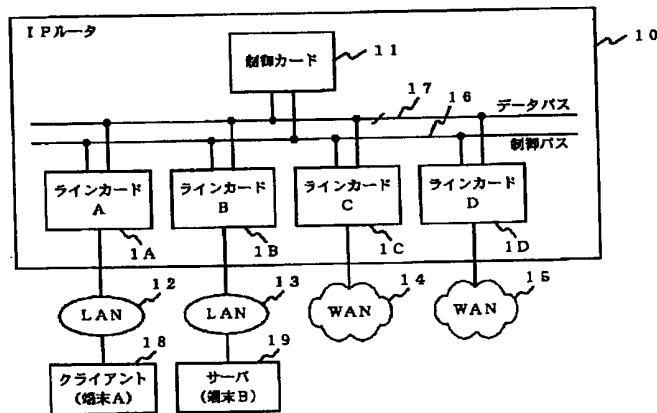 IPルータ
10
制御カード
11
17
データバス
16
制御バス
ラインカード
A
ラインカード
B
ラインカード
C
ラインカード
D
1A
1B
1C
1D
12
13
14
15
LAN
LAN
WAN
WAN
18
19
クライアント
(端末A)
サーバ
(端末B)